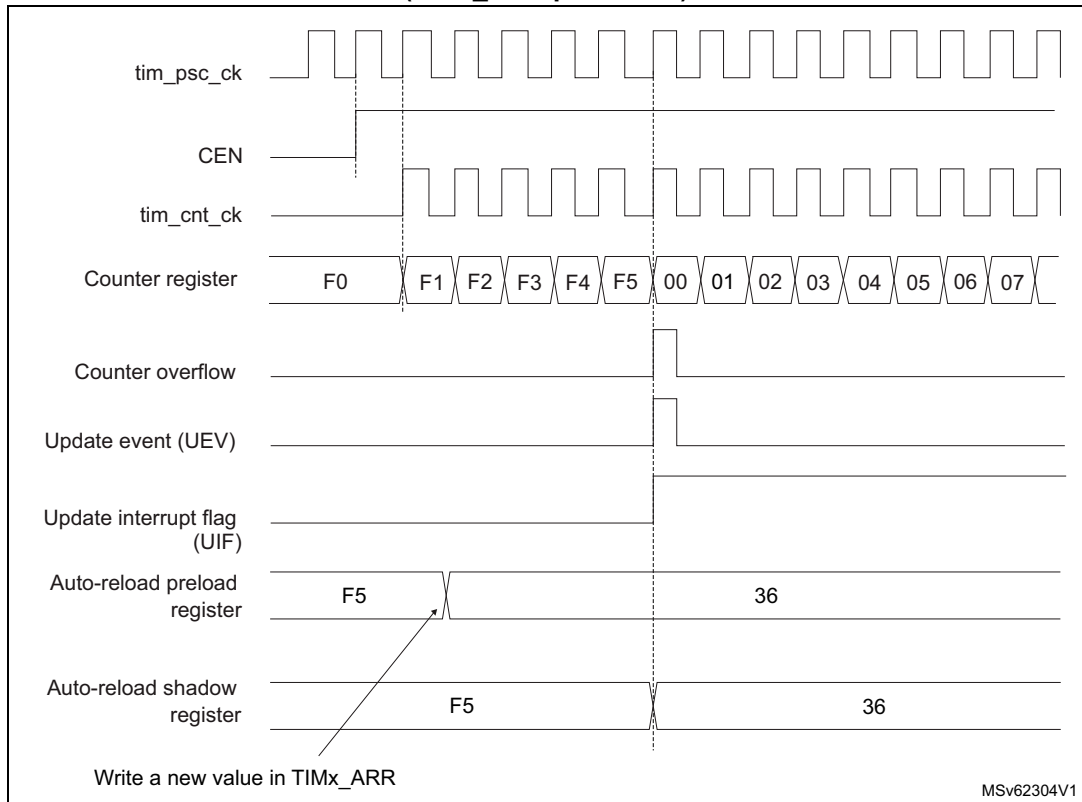 tim_psc_ck
CEN
tim_cnt_ck
Counter register
F0 F1 F2 F3 F4 F5 00 01 02 03 04 05 06 07
Counter overflow
Update event (UEV)
Update interrupt flag
(UIF)
Auto-reload preload
register
F5 36
Auto-reload shadow
register
F5 36
Write a new value in TIMx_ARR
MSv62304V1